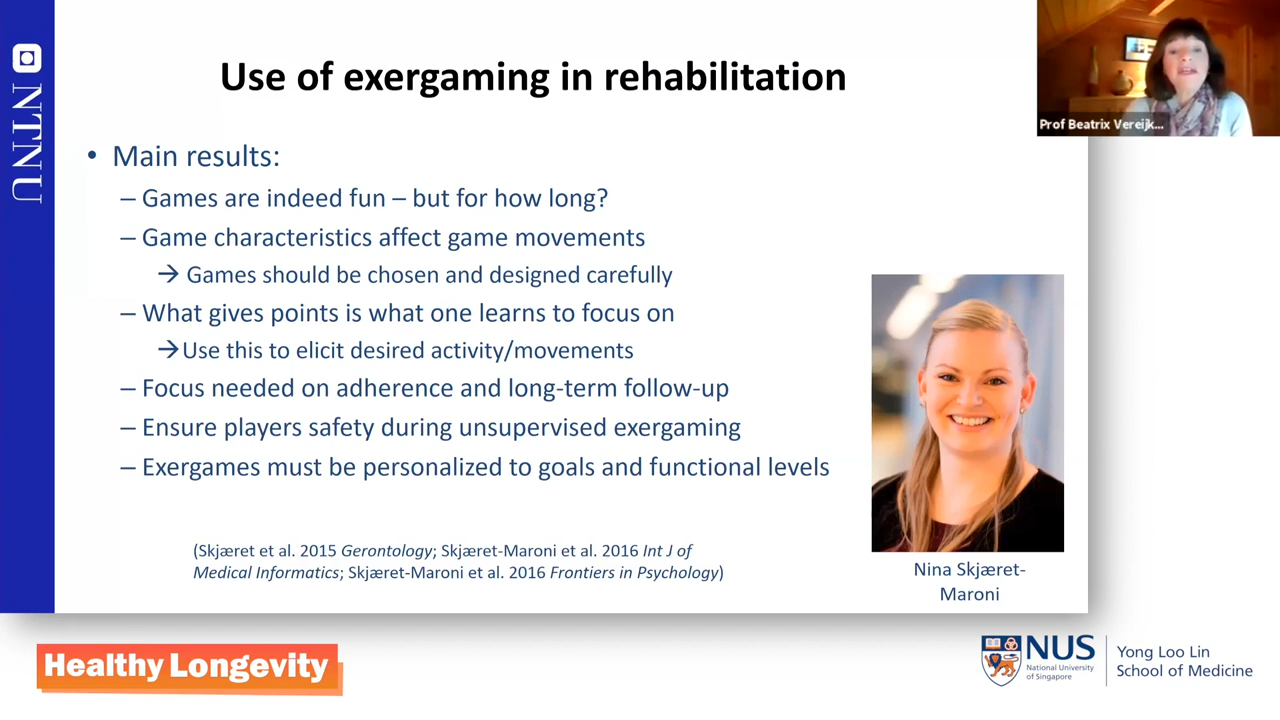 NTNU
Use of exergaming in rehabilitation
Prof Beatrix Vereijk...
• Main results:
– Games are indeed fun – but for how long?
– Game characteristics affect game movements
→ Games should be chosen and designed carefully
– What gives points is what one learns to focus on
→Use this to elicit desired activity/movements
– Focus needed on adherence and long-term follow-up
– Ensure players safety during unsupervised exergaming
– Exergames must be personalized to goals and functional levels
(Skjæret et al. 2015 Gerontology; Skjæret-Maroni et al. 2016 Int J of
Medical Informatics; Skjæret-Maroni et al. 2016 Frontiers in Psychology)
Nina Skjæret-
Maroni
Healthy Longevity
NUS
National University
of Singapore
Yong Loo Lin
School of Medicine